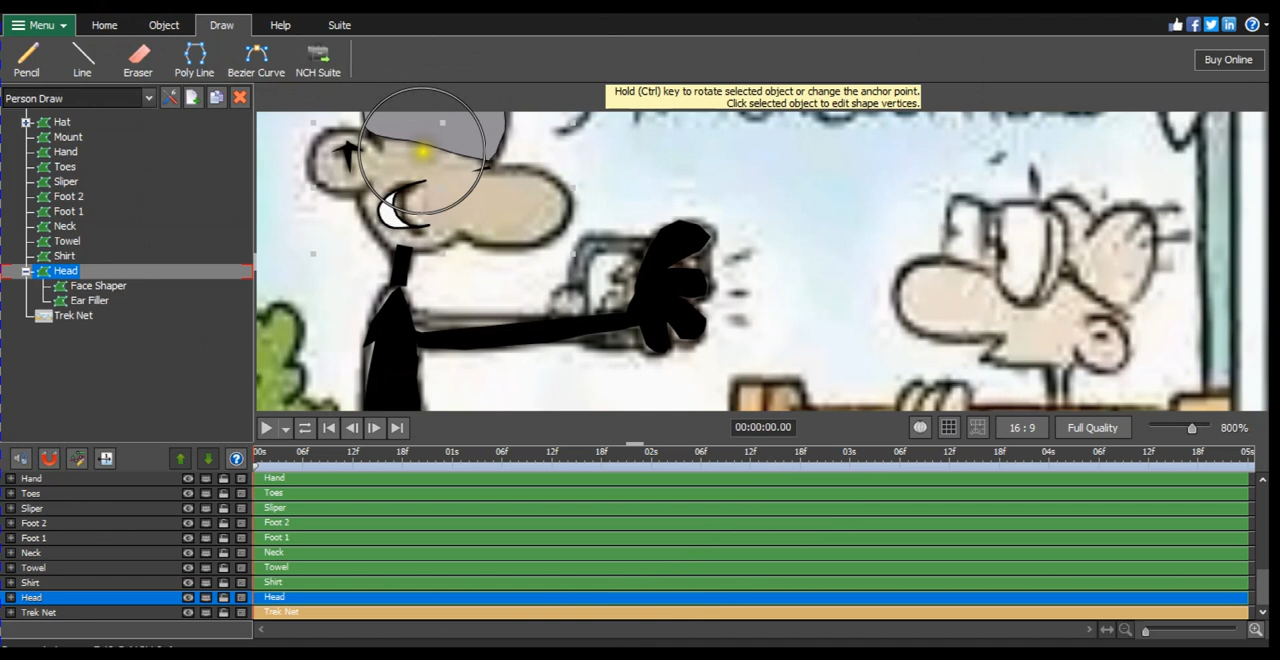 Menu Home Object Draw Help Suite
Pencil Line Eraser Poly Line Bezier Curve NCH Suite
Buy Online
Person Draw
Hold (Ctrl) key to rotate selected object or change the anchor point.
Click selected object to edit shape vertices.
Hat
Mount
Hand
Toes
Sliper
Foot 2
Foot 1
Neck
Towel
Shirt
Head
Face Shaper
Ear Filler
Trek Net
00:00:00.00 16 : 9 Full Quality 800%
00s 06f 12f 18f 01s 06f 12f 18f 02s 06f 12f 18f 03s 06f 12f 18f 04s 06f 12f 18f 05s
Hand Hand
Toes Toes
Sliper Sliper
Foot 2 Foot 2
Foot 1 Foot 1
Neck Neck
Towel Towel
Shirt Shirt
Head Head
Trek Net Trek Net